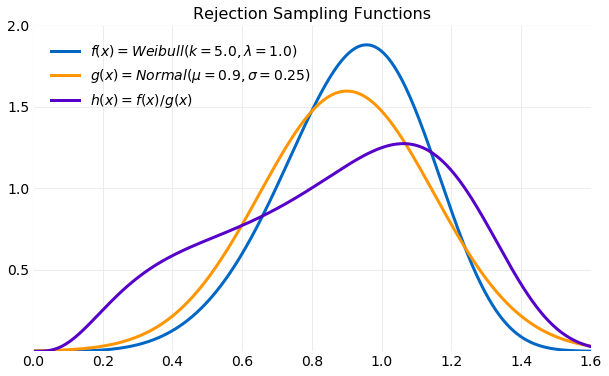 Rejection Sampling Functions
2.0
f(x) = Weibull(k = 5.0, λ = 1.0)
g(x) = Normal(μ = 0.9, σ = 0.25)
h(x) = f(x)/g(x)
1.5
1.0
0.5
0.0 0.2 0.4 0.6 0.8 1.0 1.2 1.4 1.6